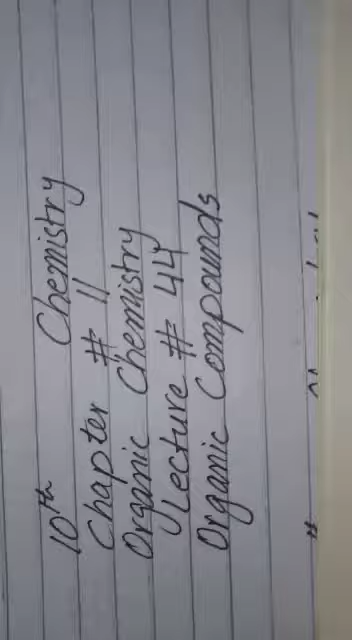 10th Chemistry
Chapter # 11
Organic Chemistry
Lecture # 44
Organic Compounds